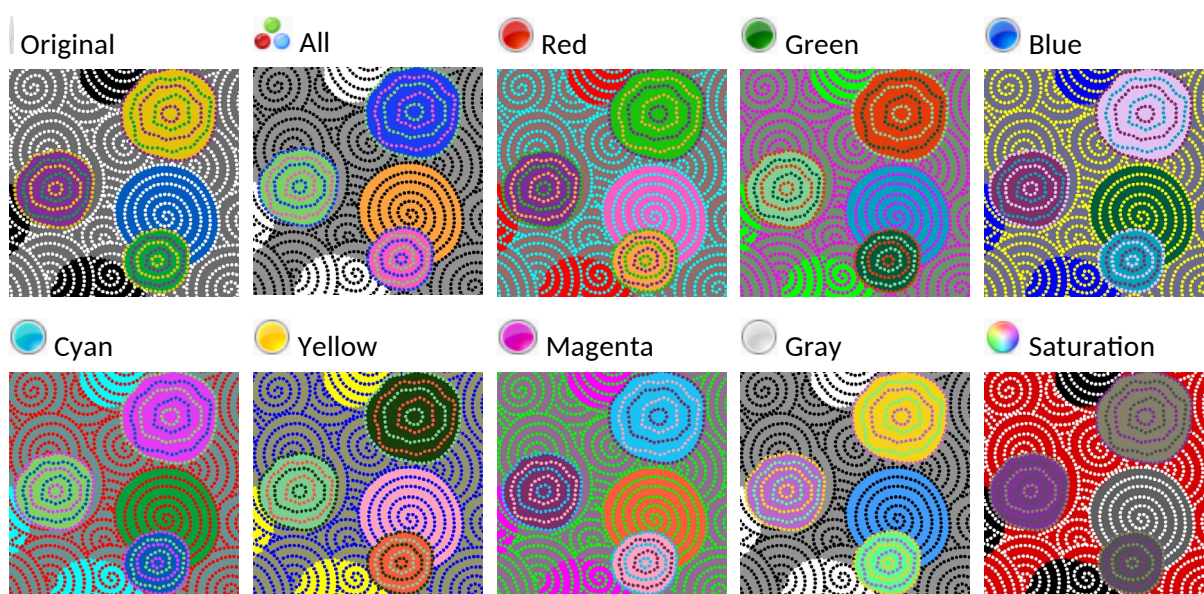 Original
All
Red
Green
Blue
Cyan
Yellow
Magenta
Gray
Saturation